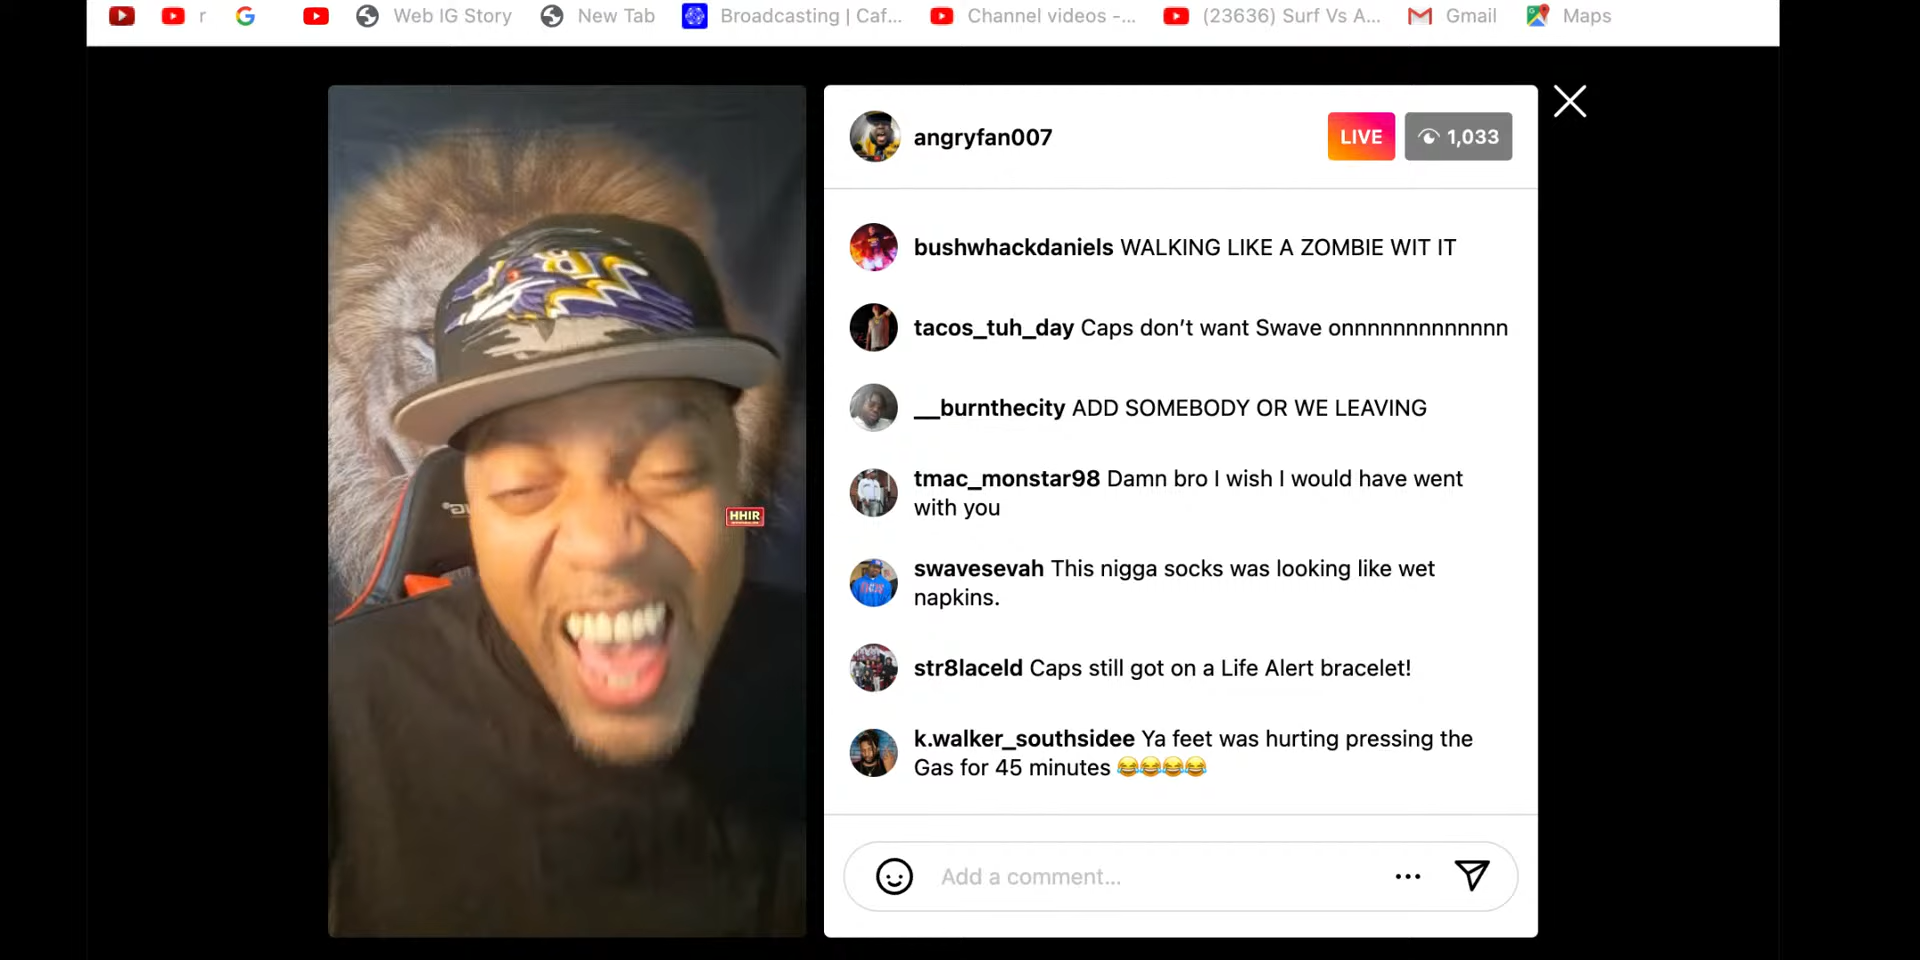 r
Web IG Story
New Tab
Broadcasting | Caf...
Channel videos -...
(23636) Surf Vs A...
Gmail
Maps
angryfan007
LIVE
1,033
bushwhackdaniels WALKING LIKE A ZOMBIE WIT IT
tacos_tuh_day Caps don’t want Swave onnnnnnnnnnnnn
__burnthecity ADD SOMEBODY OR WE LEAVING
tmac_monstar98 Damn bro I wish I would have went
with you
swavesevah This nigga socks was looking like wet
napkins.
HHIR
str8laceld Caps still got on a Life Alert bracelet!
k.walker_southsidee Ya feet was hurting pressing the
Gas for 45 minutes 😂😂😂😂
Add a comment...